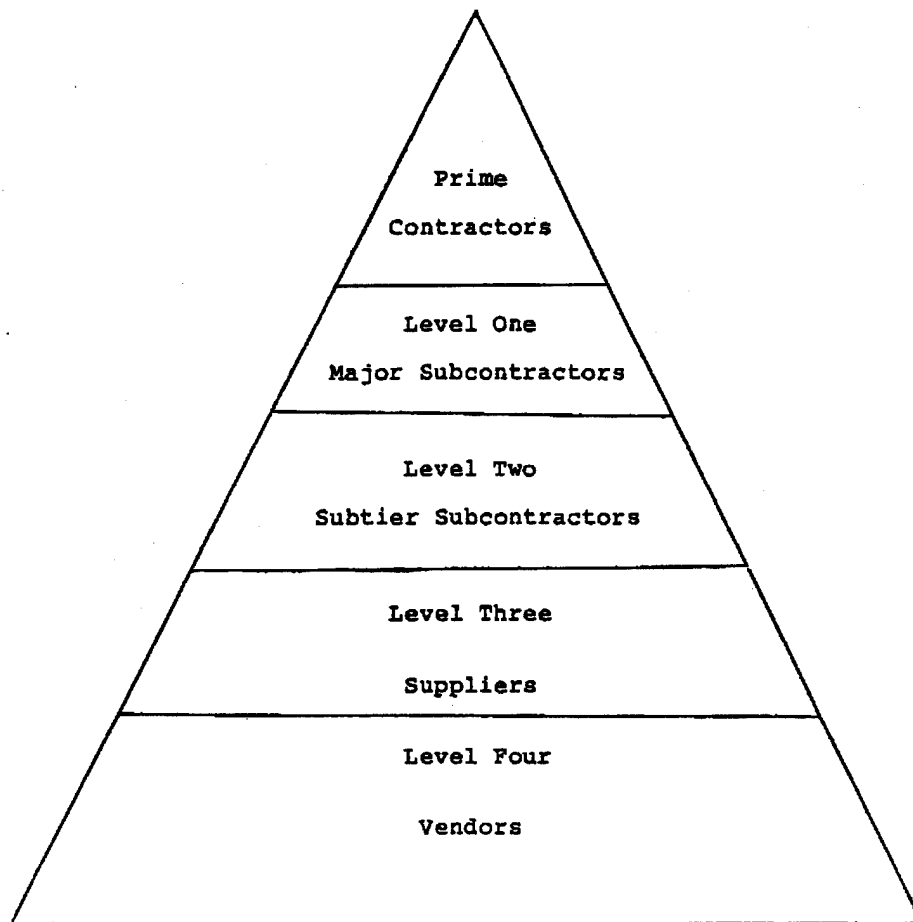 Prime
Contractors
Level One
Major Subcontractors
Level Two
Subtier Subcontractors
Level Three
Suppliers
Level Four
Vendors